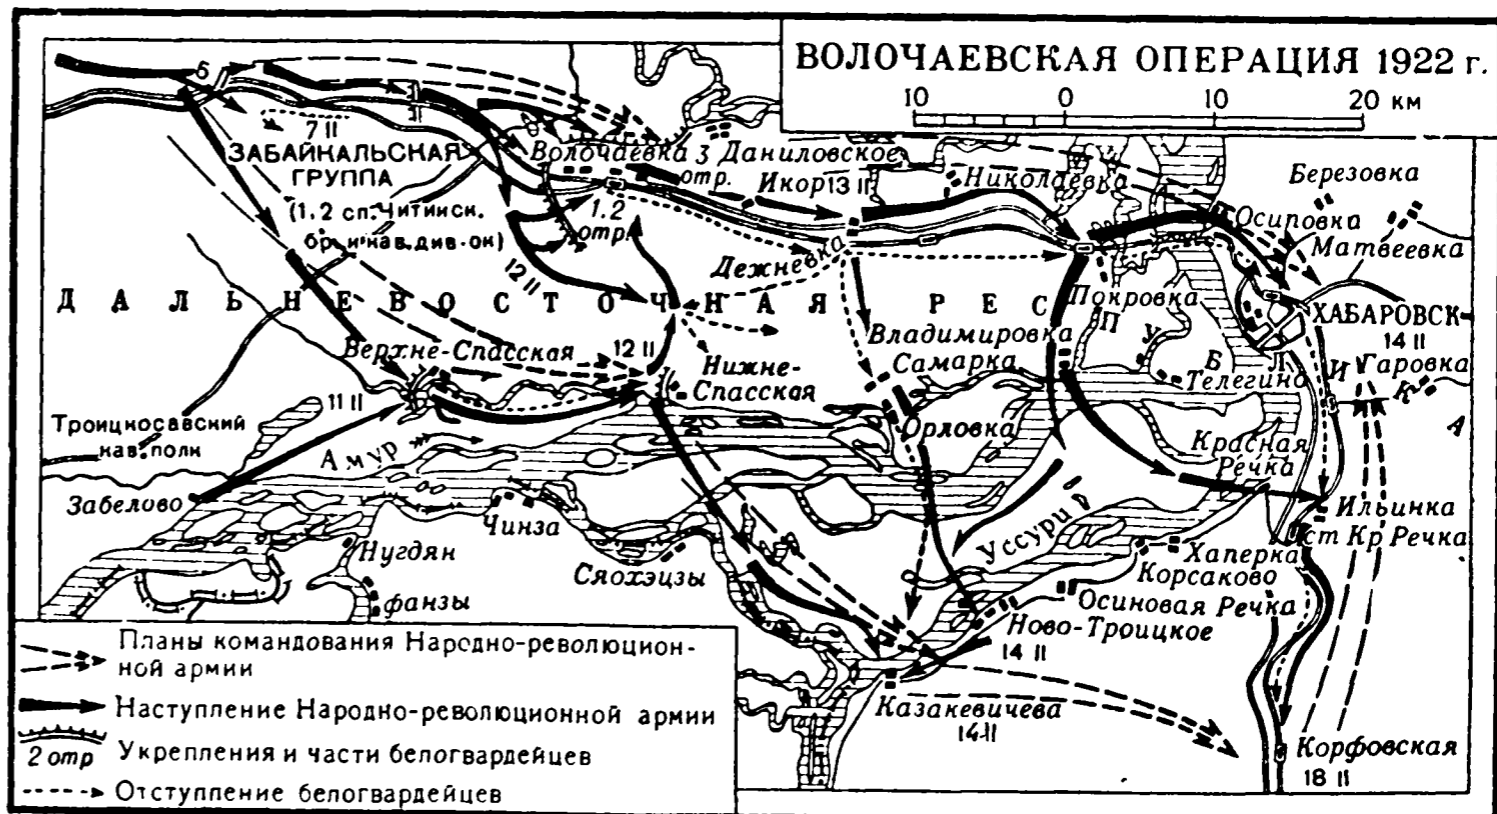 ВОЛОЧАЕВСКАЯ ОПЕРАЦИЯ 1922 г.
10 0 10 20 км
6
7 II
ЗАБАЙКАЛЬСКАЯ
ГРУППА
(1.2 сп. Читинск.
бр. и кав. див-он)
Волочаевка
3
отр.
Даниловское
Икор
13 II
Николаевка
Березовка
Осиповка
Матвеевка
1.2
отр.
12 II
Дежневка
ДАЛЬНЕВОСТОЧНАЯ РЕСПУБЛИКА
Покровка
ХАБАРОВСК
14 II
Гаровка
Владимировка
Самарка
Телегино
Верхне-Спасская
12 II
Нижне-
Спасская
11 II
Троицкосавский
кав. полк
Амур
Орловка
Красная
Речка
Забелово
Чинза
Уссури
Ильинка
ст Кр Речка
Нугдян
Сяохэцзы
Хаперка
Корсаково
фанзы
Осиновая Речка
Ново-Троицкое
14 II
Казакевичева
14 II
Корфовская
18 II
Планы командования Народно-революцион-
ной армии
Наступление Народно-революционной армии
2 отр Укрепления и части белогвардейцев
Отступление белогвардейцев